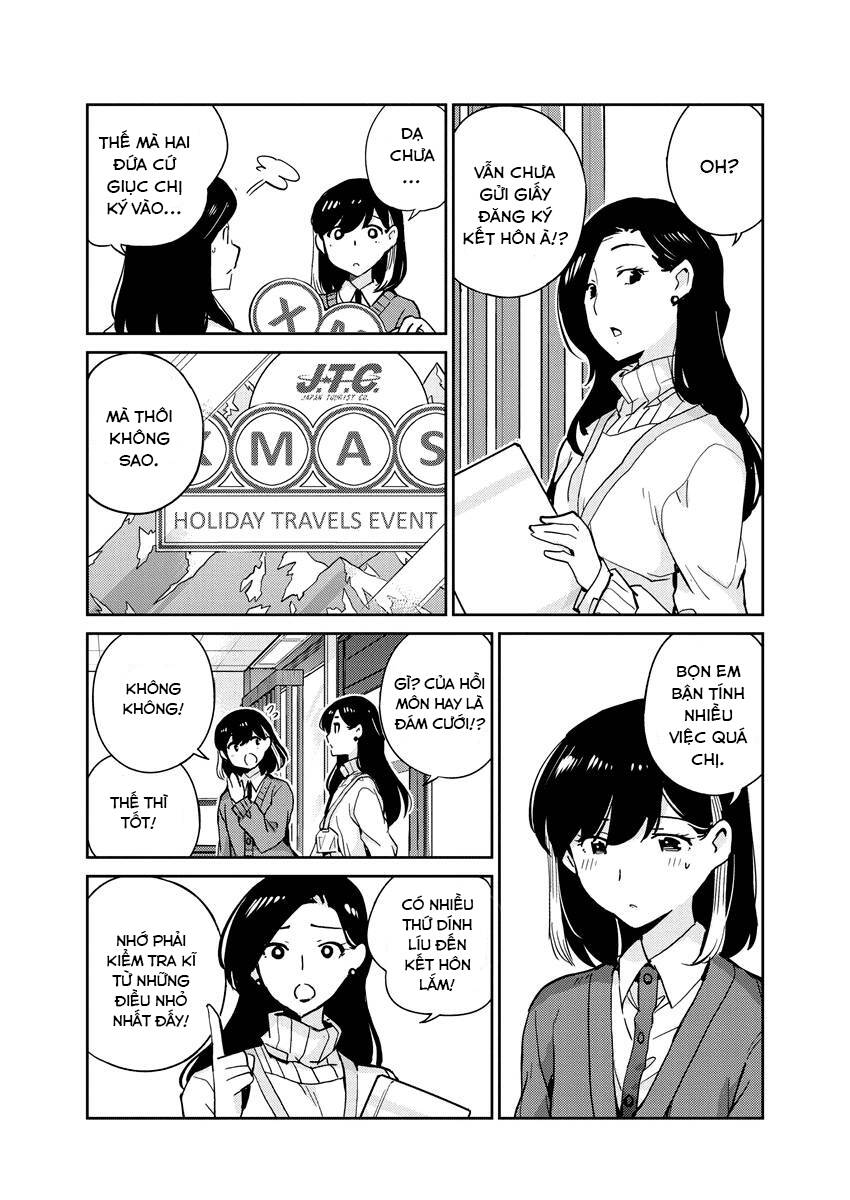 OH?
VẪN CHƯA
GỬI GIẤY
ĐĂNG KÝ
KẾT HÔN À!?
DẠ
CHƯA
...
THẾ MÀ HAI
ĐỨA CỨ
GIỤC CHỊ
KÝ VÀO...
XMA
MÀ THÔI
KHÔNG
SAO.
J.T.C.
JAPAN TOURIST CO.
XMAS
HOLIDAY TRAVELS EVENT
BỌN EM
BẬN TÍNH
NHIỀU
VIỆC QUÁ
CHỊ.
GÌ? CỦA HỒI
MÔN HAY LÀ
ĐÁM CƯỚI!?
KHÔNG
KHÔNG!
THẾ THÌ
TỐT!
CÓ NHIỀU
THỨ DÍNH
LÍU ĐẾN
KẾT HÔN
LẮM!
NHỚ PHẢI
KIỂM TRA KĨ
TỪ NHỮNG
ĐIỀU NHỎ
NHẤT ĐẤY!